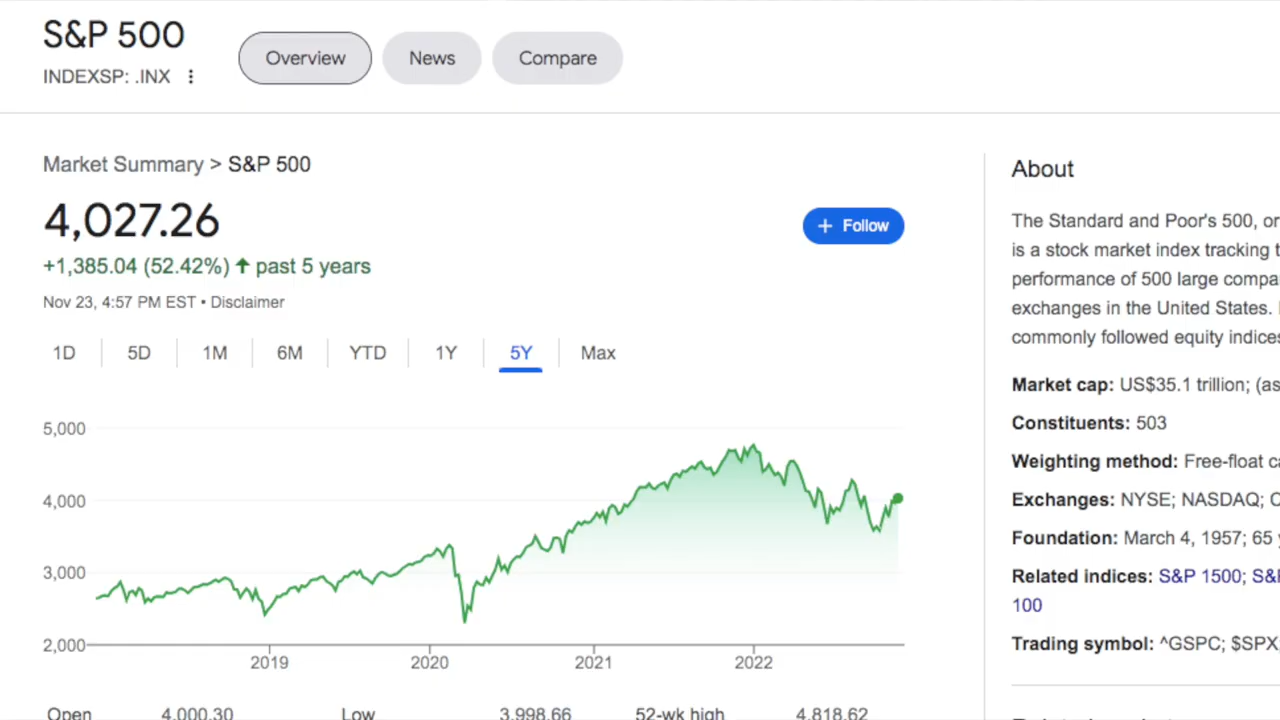 S&P 500
INDEXSP: .INX
Overview
News
Compare
Market Summary > S&P 500
4,027.26
+1,385.04 (52.42%) ↑ past 5 years
Nov 23, 4:57 PM EST • Disclaimer
+ Follow
1D 5D 1M 6M YTD 1Y 5Y Max
5,000
4,000
3,000
2,000
2019 2020 2021 2022
Open 4,000.30 Low 3,998.66 52-wk high 4,818.62
About
The Standard and Poor's 500, or
is a stock market index tracking
performance of 500 large
exchanges in the United States.
commonly followed equity
Market cap: US$35.1 trillion; (as
Constituents: 503
Weighting method: Free-float
Exchanges: NYSE; NASDAQ;
Foundation: March 4, 1957; 65
Related indices: S&P 1500;
100
Trading symbol: ^GSPC; $SPX